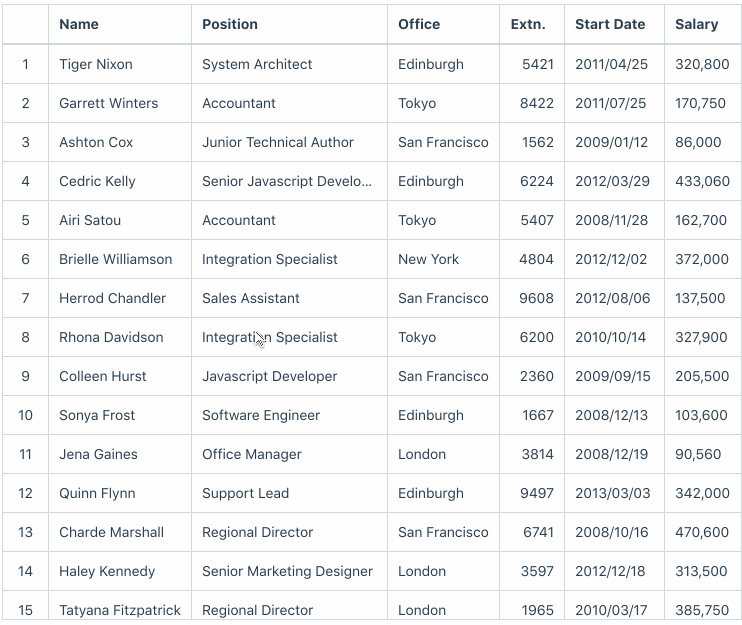 Name Position Office Extn. Start Date Salary
1 Tiger Nixon System Architect Edinburgh 5421 2011/04/25 320,800
2 Garrett Winters Accountant Tokyo 8422 2011/07/25 170,750
3 Ashton Cox Junior Technical Author San Francisco 1562 2009/01/12 86,000
4 Cedric Kelly Senior Javascript Develo... Edinburgh 6224 2012/03/29 433,060
5 Airi Satou Accountant Tokyo 5407 2008/11/28 162,700
6 Brielle Williamson Integration Specialist New York 4804 2012/12/02 372,000
7 Herrod Chandler Sales Assistant San Francisco 9608 2012/08/06 137,500
8 Rhona Davidson Integration Specialist Tokyo 6200 2010/10/14 327,900
9 Colleen Hurst Javascript Developer San Francisco 2360 2009/09/15 205,500
10 Sonya Frost Software Engineer Edinburgh 1667 2008/12/13 103,600
11 Jena Gaines Office Manager London 3814 2008/12/19 90,560
12 Quinn Flynn Support Lead Edinburgh 9497 2013/03/03 342,000
13 Charde Marshall Regional Director San Francisco 6741 2008/10/16 470,600
14 Haley Kennedy Senior Marketing Designer London 3597 2012/12/18 313,500
15 Tatyana Fitzpatrick Regional Director London 1965 2010/03/17 385,750